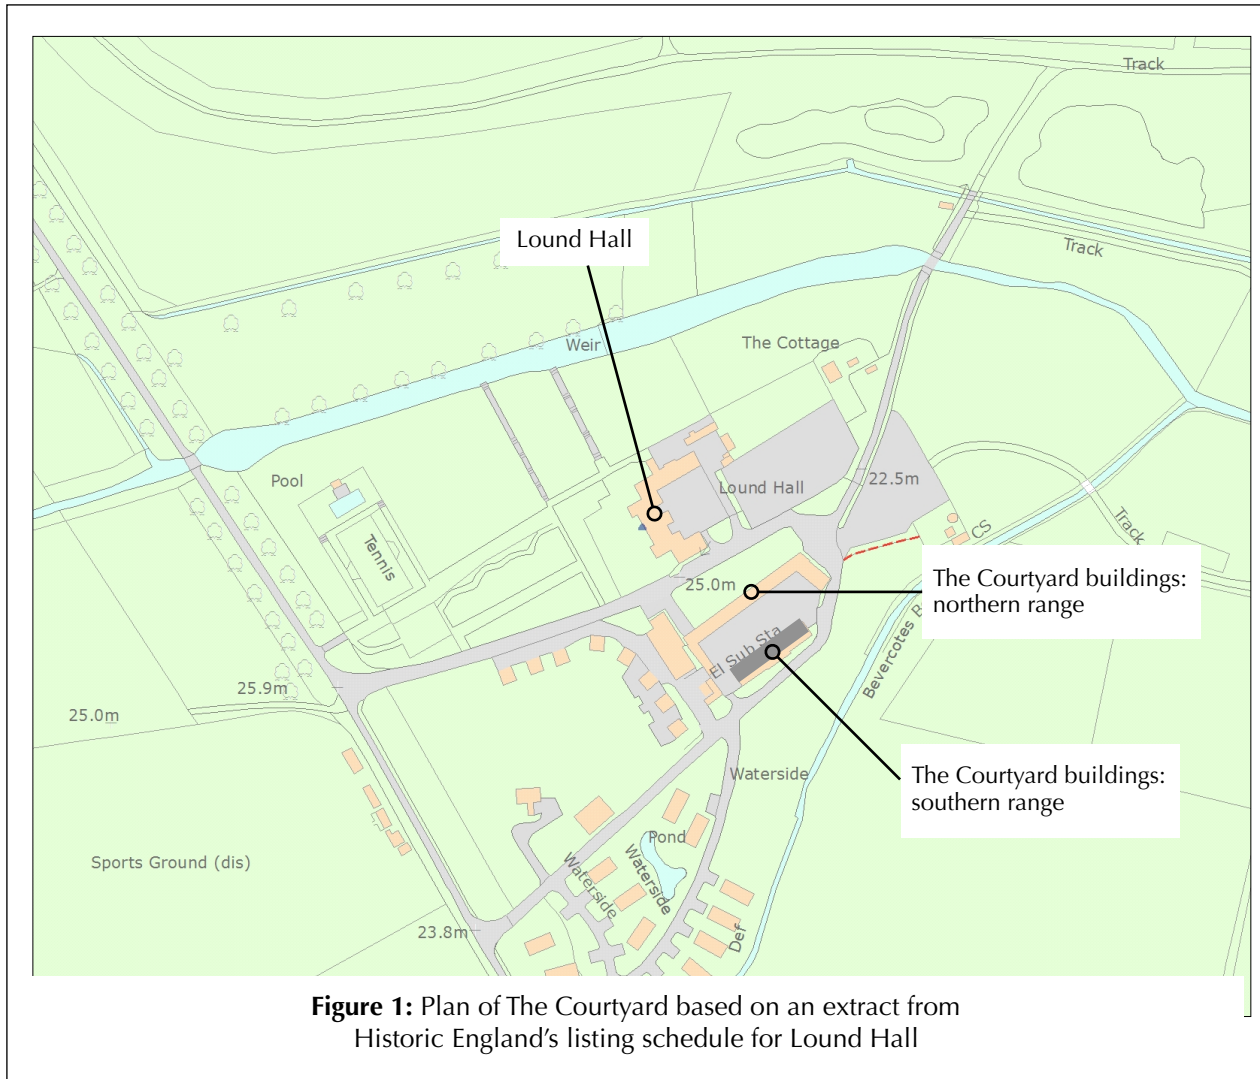 Track
Track
Lound Hall
Weir
The Cottage
Pool
Lound Hall
22.5m
Tennis
CS
Track
25.0m
The Courtyard buildings:
northern range
El Sub Sta
Bevercotes B
25.9m
25.0m
The Courtyard buildings:
southern range
Waterside
Pond
Sports Ground (dis)
Waterside
Waterside
23.8m
Def
Figure 1: Plan of The Courtyard based on an extract from
Historic England’s listing schedule for Lound Hall